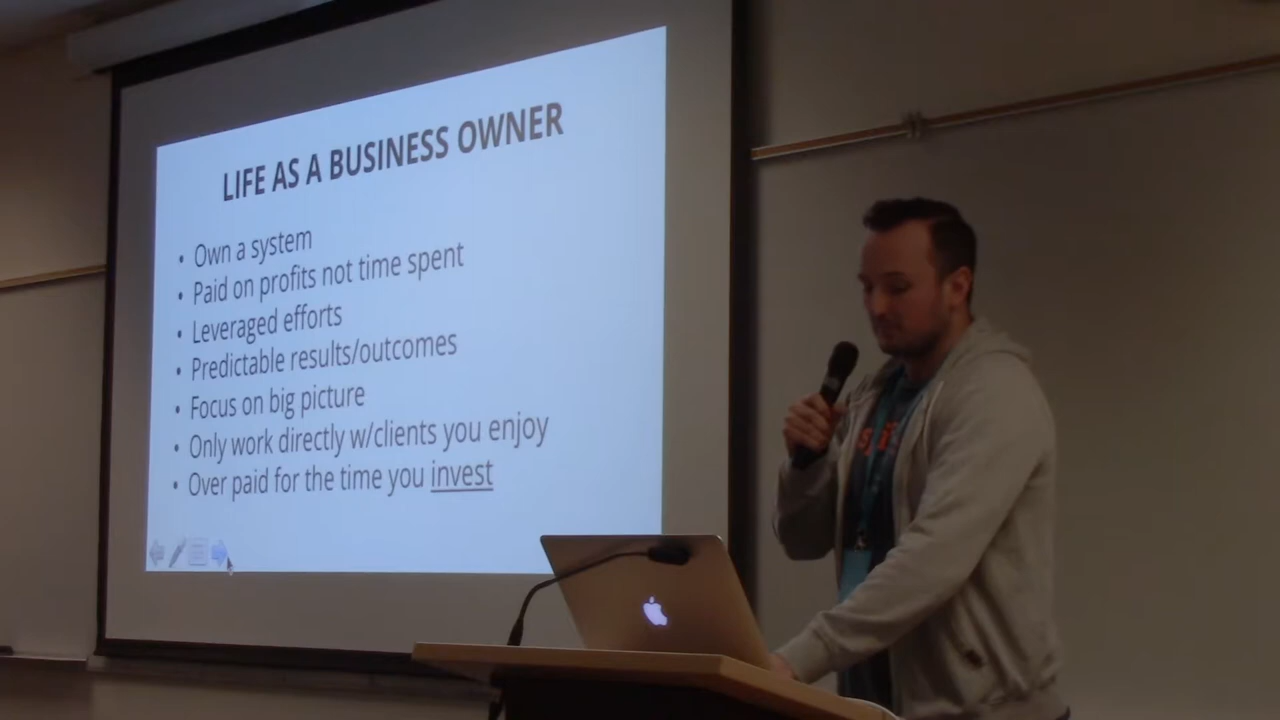 LIFE AS A BUSINESS OWNER
• Own a system
• Paid on profits not time spent
• Leveraged efforts
• Predictable results/outcomes
• Focus on big picture
• Only work directly w/clients you enjoy
• Over paid for the time you invest